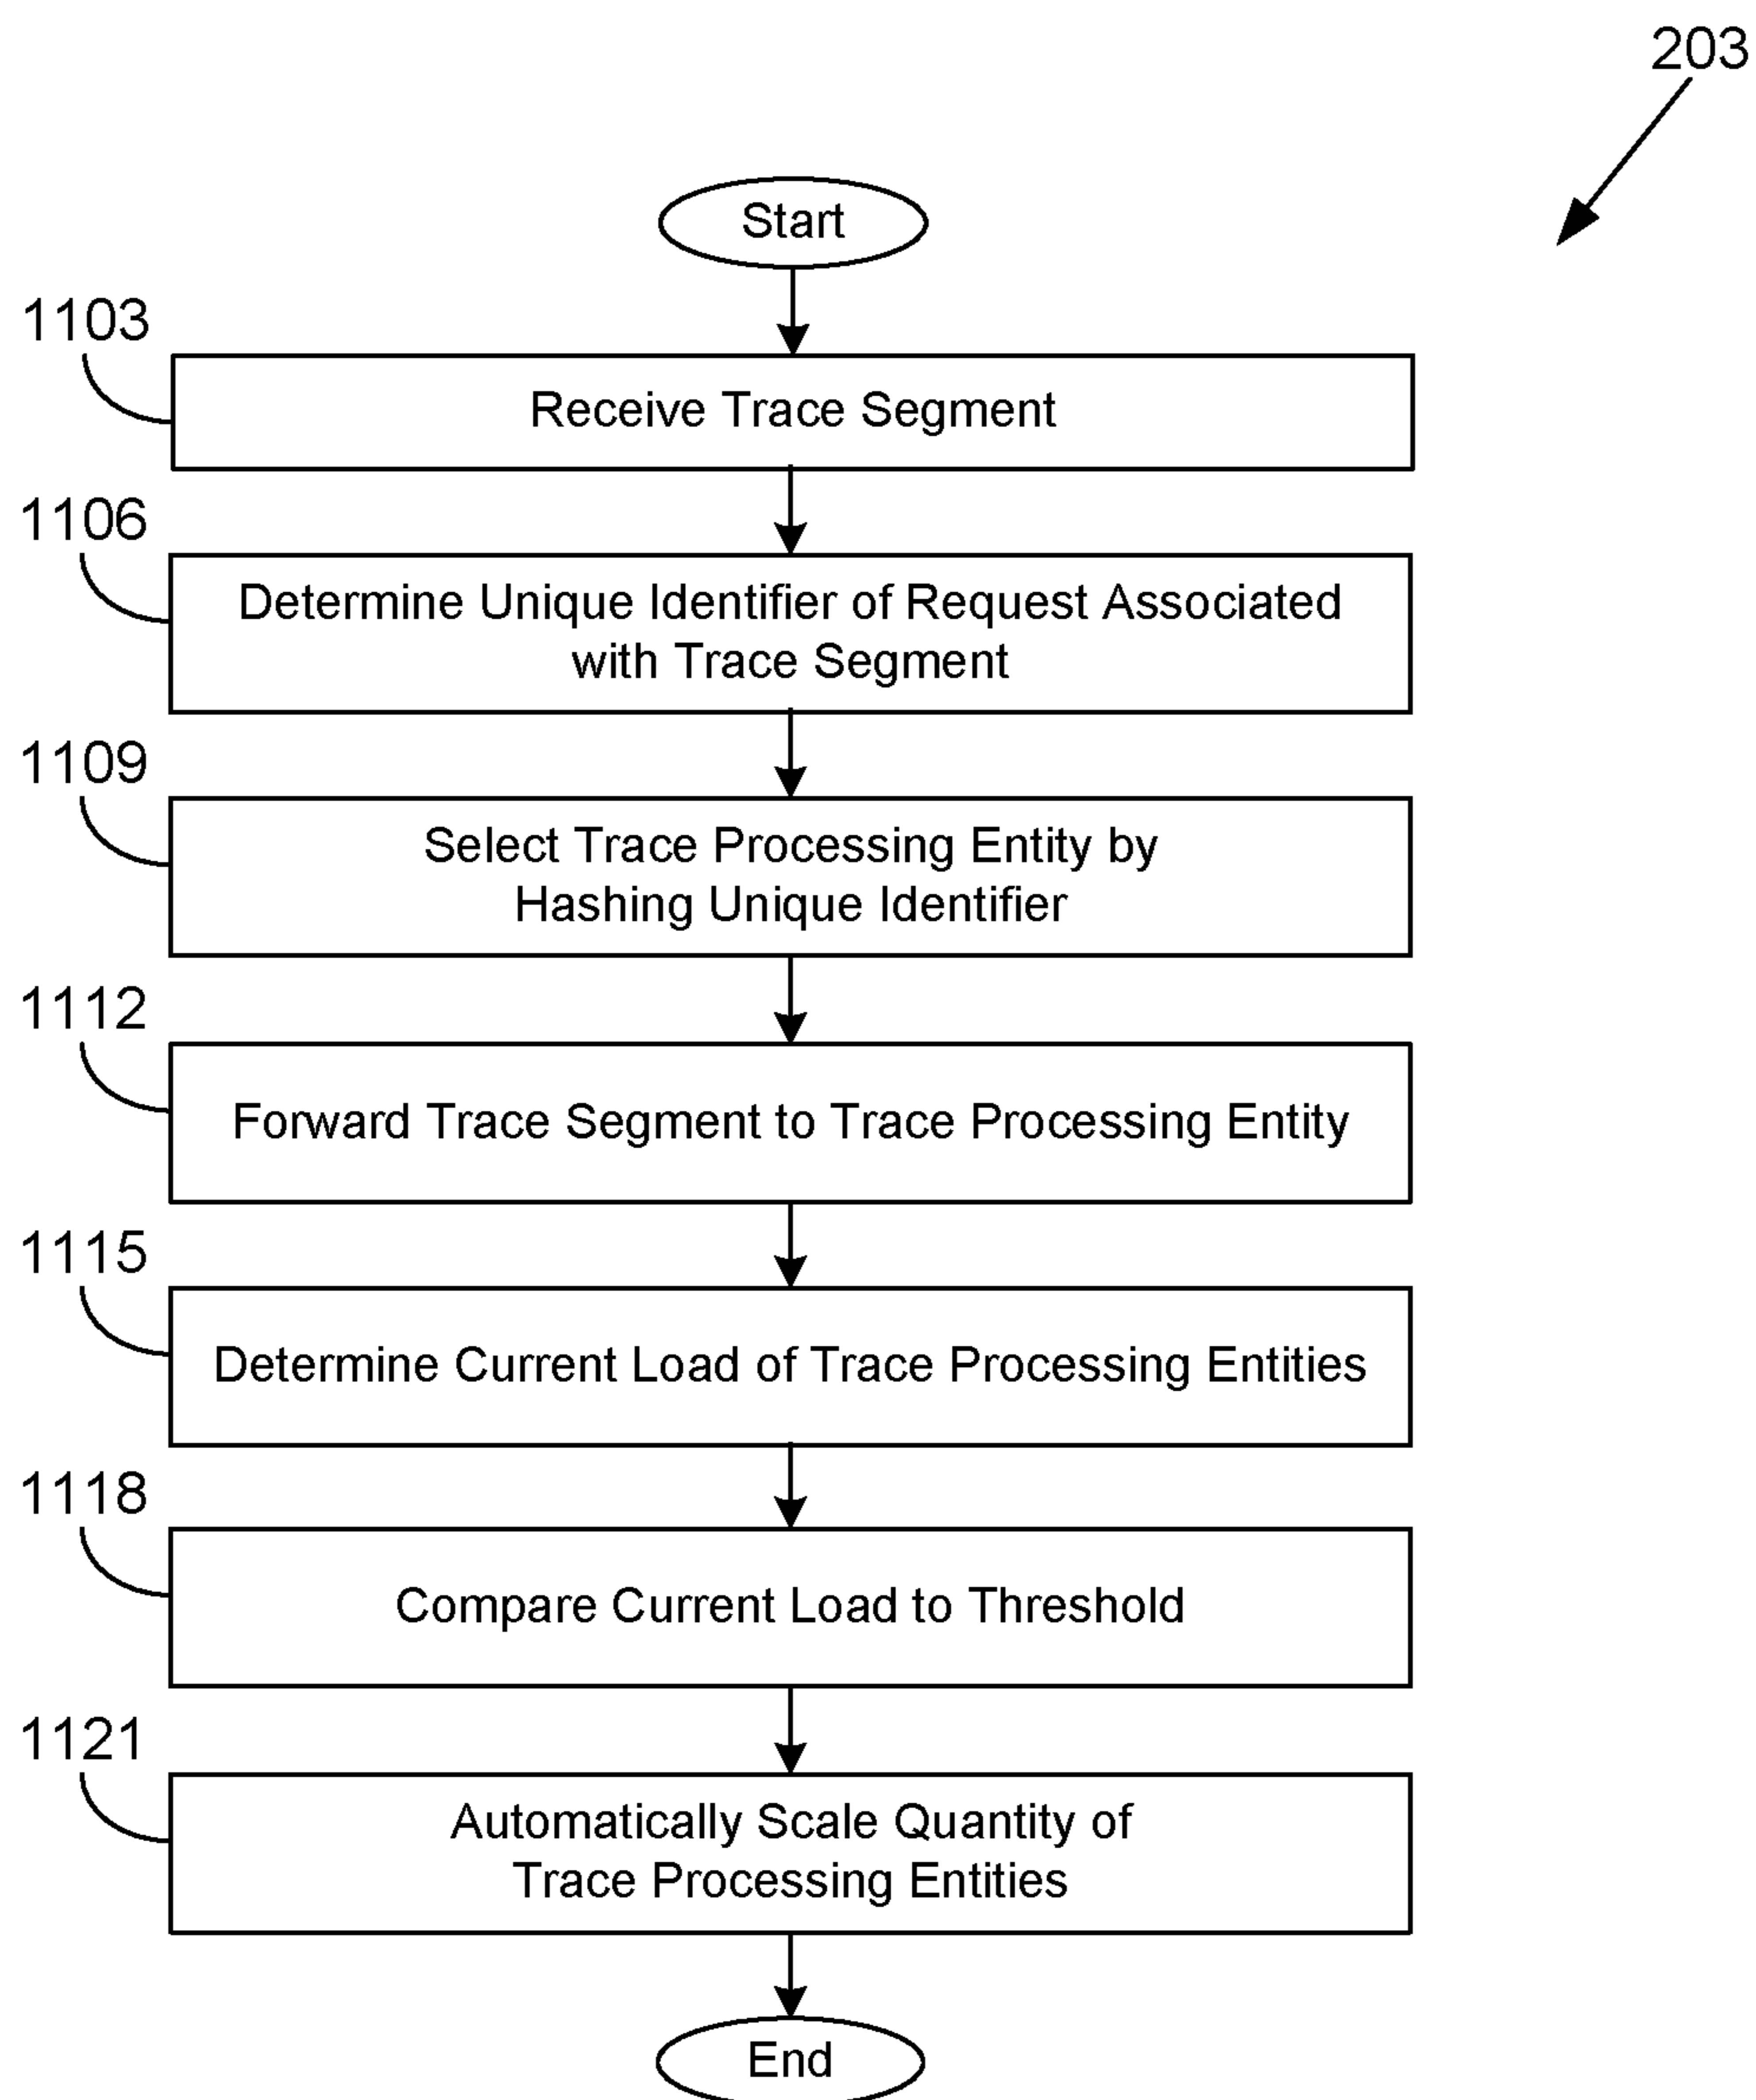 203
Start
1103
Receive Trace Segment
1106
Determine Unique Identifier of Request Associated
with Trace Segment
1109
Select Trace Processing Entity by
Hashing Unique Identifier
1112
Forward Trace Segment to Trace Processing Entity
1115
Determine Current Load of Trace Processing Entities
1118
Compare Current Load to Threshold
1121
Automatically Scale Quantity of
Trace Processing Entities
End